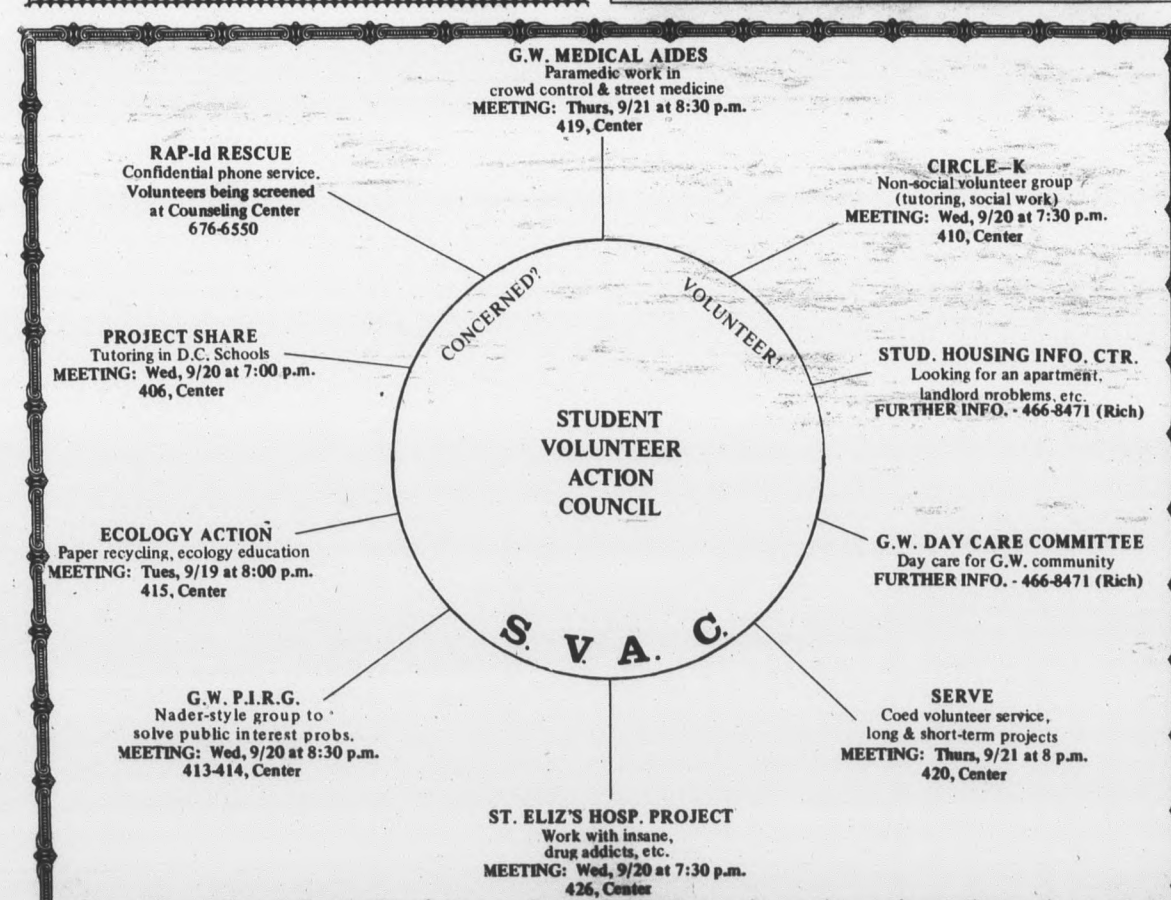 G.W. MEDICAL AIDES
Paramedic work in
crowd control & street medicine
MEETING: Thurs, 9/21 at 8:30 p.m.
419, Center
RAP-Id RESCUE
Confidential phone service.
Volunteers being screened
at Counseling Center
676-6550
CIRCLE-K
Non-social volunteer group
(tutoring, social work)
MEETING: Wed, 9/20 at 7:30 p.m.
410, Center
CONCERNED?
VOLUNTEER!
PROJECT SHARE
Tutoring in D.C. Schools
MEETING: Wed, 9/20 at 7:00 p.m.
406, Center
STUD. HOUSING INFO. CTR.
Looking for an apartment,
landlord problems, etc.
FURTHER INFO. - 466-8471 (Rich)
STUDENT
VOLUNTEER
ACTION
COUNCIL
ECOLOGY ACTION
Paper recycling, ecology education
MEETING: Tues, 9/19 at 8:00 p.m.
415, Center
G.W. DAY CARE COMMITTEE
Day care for G.W. community
FURTHER INFO. - 466-8471 (Rich)
S. V. A. C.
G.W. P.I.R.G.
Nader-style group to
solve public interest probs.
MEETING: Wed, 9/20 at 8:30 p.m.
413-414, Center
SERVE
Coed volunteer service,
long & short-term projects
MEETING: Thurs, 9/21 at 8 p.m.
420, Center
ST. ELIZ'S HOSP. PROJECT
Work with insane,
drug addicts, etc.
MEETING: Wed, 9/20 at 7:30 p.m.
426, Center